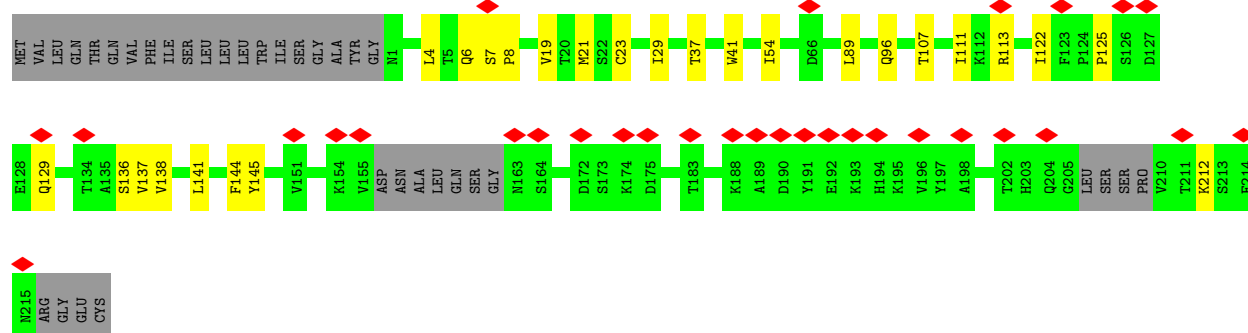 MET VAL LEU GLN THR GLN VAL PHE ILE SER LEU LEU LEU TRP ILE SER GLY ALA TYR GLY N1 L4 T5 Q6 S7 P8 V19 T20 M21 S22 C23 I29 T37 W41 I54 D66 L89 Q96 T107 I111 K112 R113 I122 F123 P124 P125 S126 D127
E128 Q129 T134 A135 S136 V137 V138 L141 F144 Y145 V151 K154 V155 ASP ASN ALA LEU GLN SER GLY N163 S164 D172 S173 K174 D175 T183 K188 A189 D190 Y191 E192 K193 H194 K195 V196 Y197 A198 T202 H203 Q204 G205 LEU SER SER PRO V210 T211 K212 S213 E214
N215 ARG GLY GLU CYS